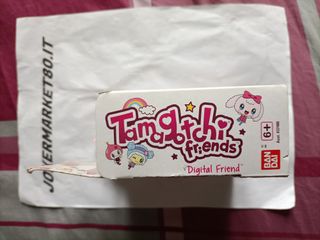 JOKERMARKET80.IT
Tamagotchi
friends
"Digital Friend"
6+
BAN
DAI